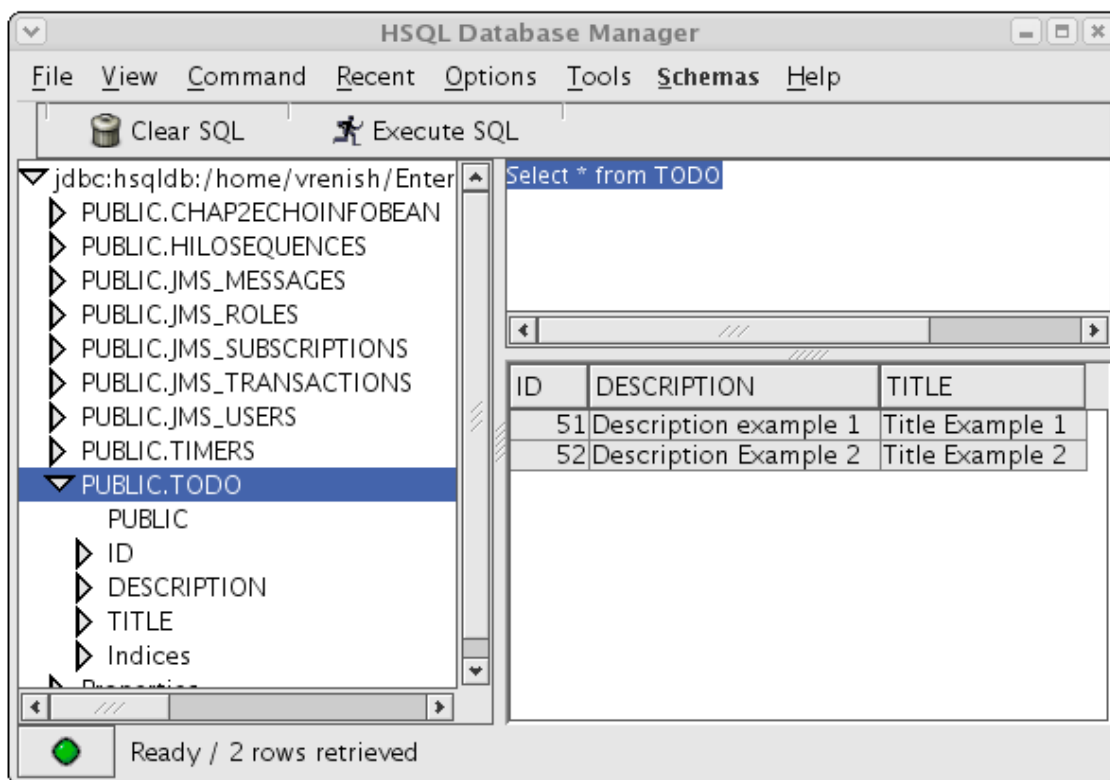 HSQL Database Manager
File View Command Recent Options Tools Schemas Help
Clear SQL Execute SQL
jdbc:hsqldb:/home/vrenish/Enter
PUBLIC.CHAP2ECHOINFOBEAN
PUBLIC.HILOSEQUENCES
PUBLIC.JMS_MESSAGES
PUBLIC.JMS_ROLES
PUBLIC.JMS_SUBSCRIPTIONS
PUBLIC.JMS_TRANSACTIONS
PUBLIC.JMS_USERS
PUBLIC.TIMERS
PUBLIC.TODO
PUBLIC
ID
DESCRIPTION
TITLE
Indices
Properties
Select * from TODO
ID DESCRIPTION TITLE
51 Description example 1 Title Example 1
52 Description Example 2 Title Example 2
Ready / 2 rows retrieved